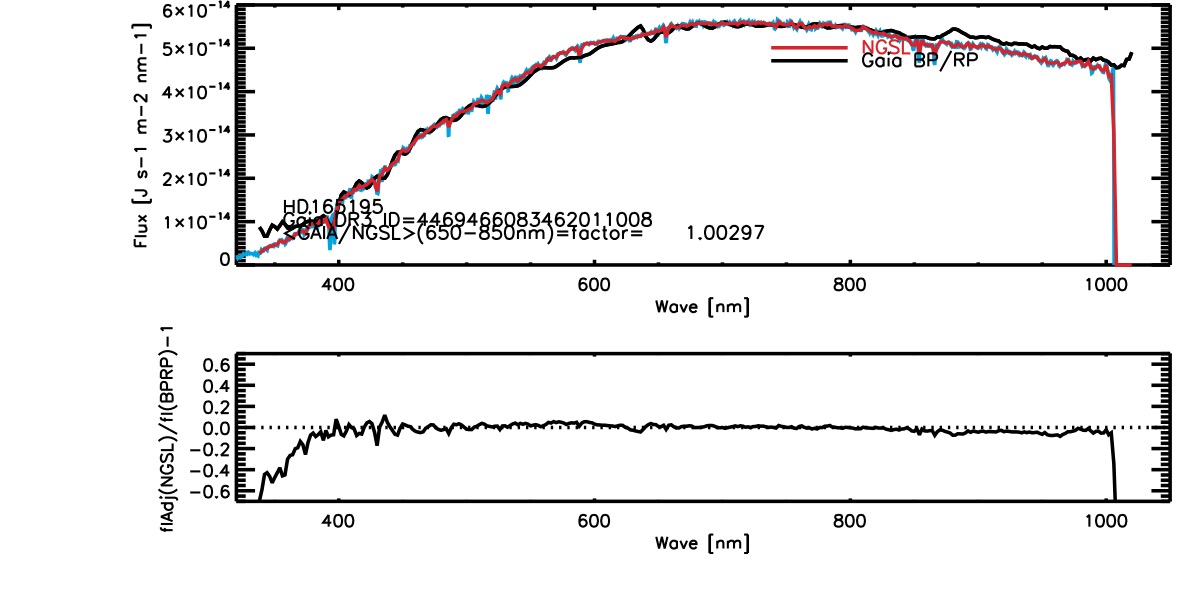 6×10⁻¹⁴
5×10⁻¹⁴
4×10⁻¹⁴
3×10⁻¹⁴
2×10⁻¹⁴
1×10⁻¹⁴
0
Flux [J s−1 m−2 nm−1]
NGSL
Gaia BP/RP
HD165195
Gaia DR3 ID=4469466083462011008
<GAIA/NGSL>(650−850nm)=factor= 1.00297
400 600 800 1000
Wave [nm]
flAdj(NGSL)/fl(BPRP)−1
0.6
0.4
0.2
0.0
−0.2
−0.4
−0.6
400 600 800 1000
Wave [nm]